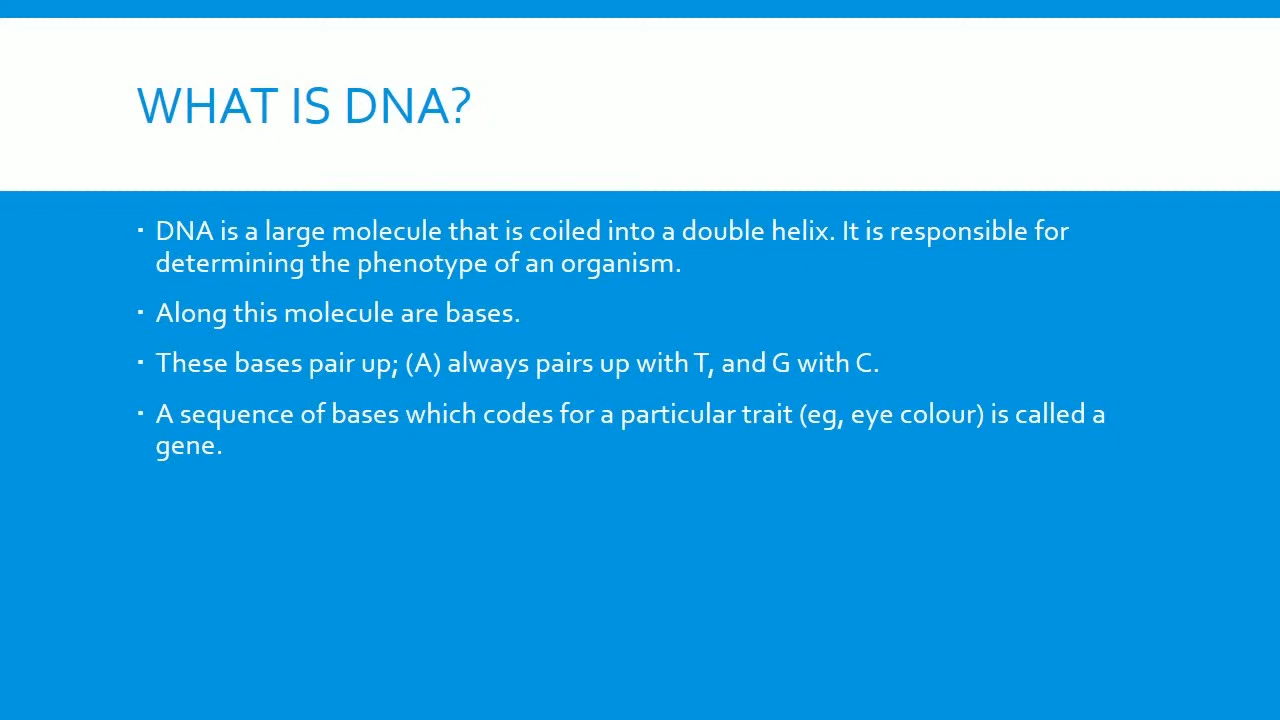 WHAT IS DNA?
▪ DNA is a large molecule that is coiled into a double helix. It is responsible for
determining the phenotype of an organism.
▪ Along this molecule are bases.
▪ These bases pair up; (A) always pairs up with T, and G with C.
▪ A sequence of bases which codes for a particular trait (eg, eye colour) is called a
gene.